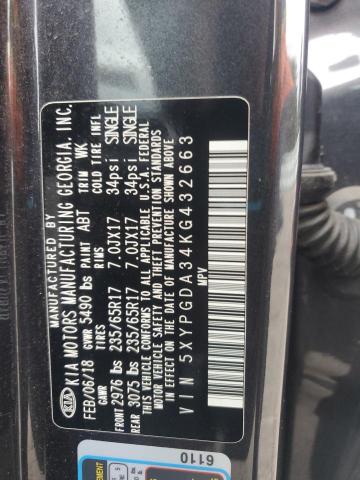 MANUFACTURED BY
KIA KIA MOTORS MANUFACTURING GEORGIA, INC.
FEB/06/18 GVWR 5490 lbs PAINT ABT TRIM WK
TIRES RIMS COLD TIRE INFL
FRONT 2976 lbs 235/65R17 7.0JX17 34psi SINGLE
REAR 3075 lbs 235/65R17 7.0JX17 34psi SINGLE
THIS VEHICLE CONFORMS TO ALL APPLICABLE U.S.A. FEDERAL
MOTOR VEHICLE SAFETY AND THEFT PREVENTION STANDARDS
IN EFFECT ON THE DATE OF MANUFACTURE SHOWN ABOVE
VIN 5XYPGDA34KG432663
MPV
6110